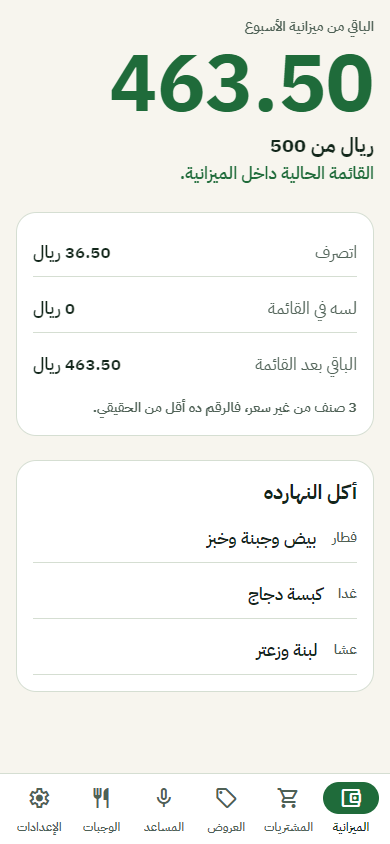 الباقي من ميزانية الأسبوع
463.50
ريال من 500
القائمة الحالية داخل الميزانية.
اتصرف 36.50 ريال
لسه في القائمة 0 ريال
الباقي بعد القائمة 463.50 ريال
3 صنف من غير سعر، فالرقم ده أقل من الحقيقي.
أكل النهارده
فطار بيض وجبنة وخبز
غدا كبسة دجاج
عشا لبنة وزعتر
الميزانية المشتريات العروض المساعد الوجبات الإعدادات